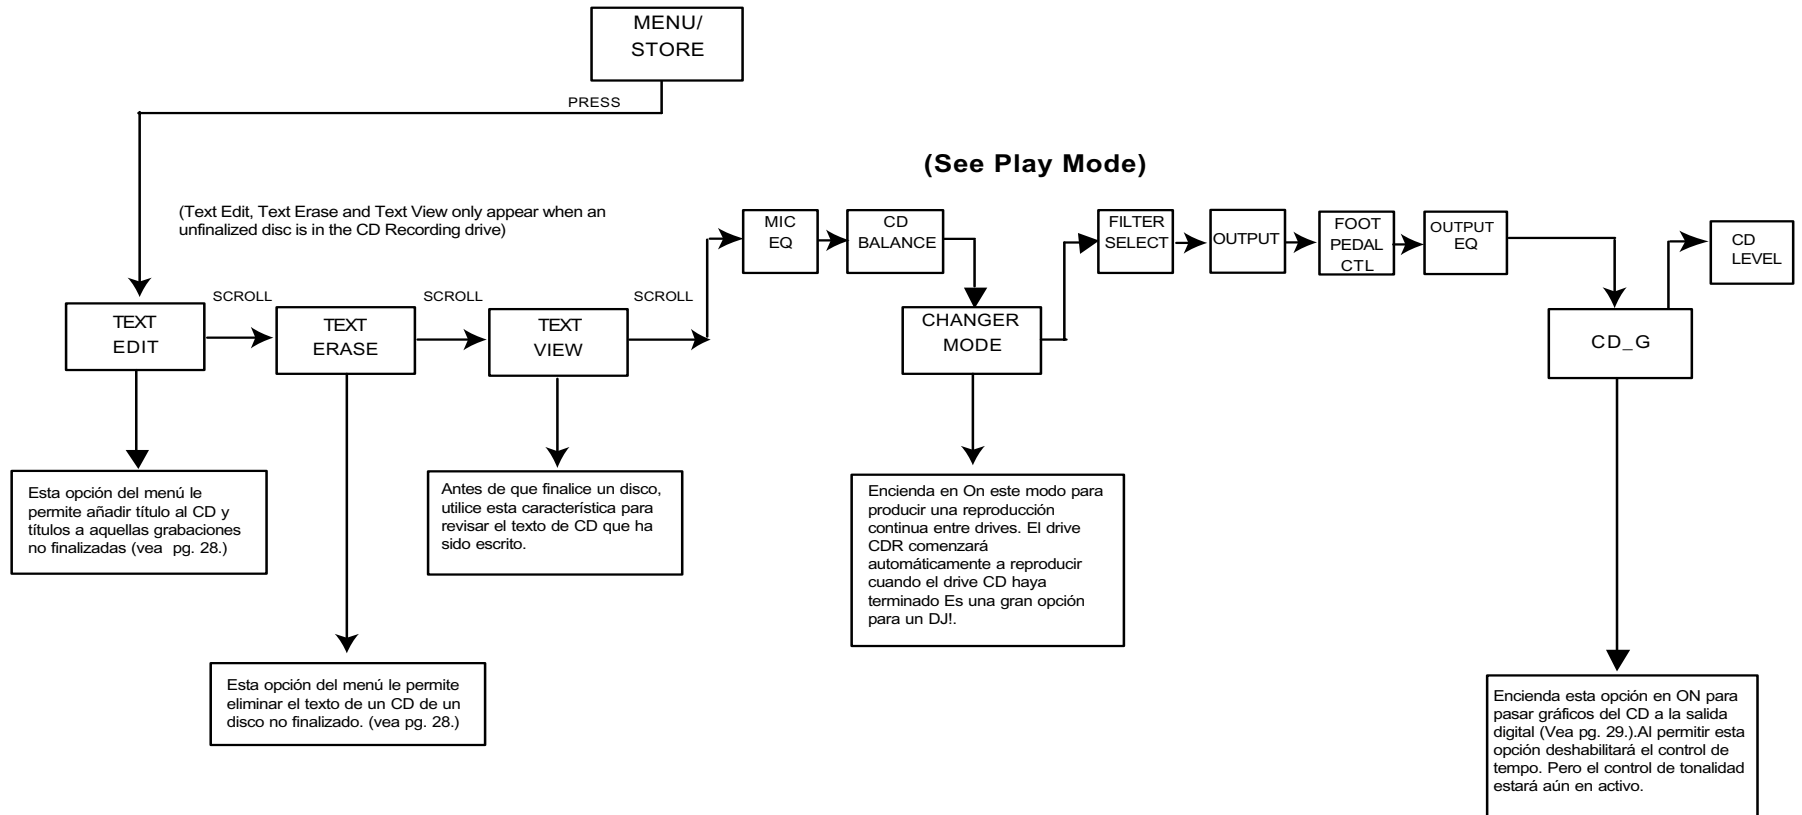 MENU/
STORE
PRESS
(See Play Mode)
(Text Edit, Text Erase and Text View only appear when an
unfinalized disc is in the CD Recording drive)
MIC
EQ
CD
BALANCE
FILTER
SELECT
OUTPUT
FOOT
PEDAL
CTL
OUTPUT
EQ
CD
LEVEL
SCROLL
SCROLL
SCROLL
TEXT
EDIT
TEXT
ERASE
TEXT
VIEW
CHANGER
MODE
CD_G
Esta opción del menú le
permite añadir título al CD y
títulos a aquellas grabaciones
no finalizadas (vea pg. 28.)
Antes de que finalice un disco,
utilice esta característica para
revisar el texto de CD que ha
sido escrito.
Encienda en On este modo para
producir una reproducción
continua entre drives. El drive
CDR comenzará
automáticamente a reproducir
cuando el drive CD haya
terminado Es una gran opción
para un DJ!.
Esta opción del menú le permite
eliminar el texto de un CD de un
disco no finalizado. (vea pg. 28.)
Encienda esta opción en ON para
pasar gráficos del CD a la salida
digital (Vea pg. 29.).Al permitir esta
opción deshabilitará el control de
tempo. Pero el control de tonalidad
estará aún en activo.